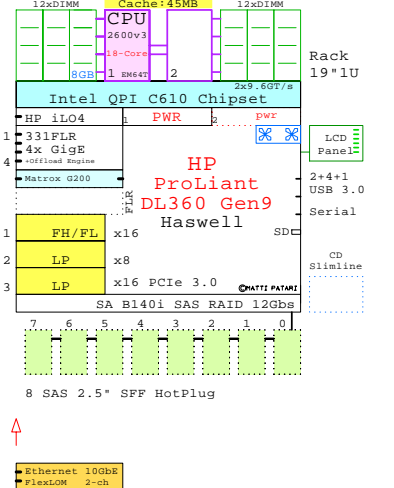 12xDIMM Cache:45MB 12xDIMM
CPU
2600v3
18-Core
8GB 1 EM64T 2
Rack
19"1U
2x9.6GT/s
Intel QPI C610 Chipset
HP iLO4 1 PWR 2 pwr
1 331FLR
4x GigE
4 +Offload Engine
LCD
Panel
Matrox G200
FLR
HP
ProLiant
DL360 Gen9
Haswell
2+4+1
USB 3.0
Serial
SD
1 FH/FL x16
2 LP x8
3 LP x16 PCIe 3.0
©MATTI PATARI
CD
Slimline
SA B140i SAS RAID 12Gbs
7 6 5 4 3 2 1 0
8 SAS 2.5" SFF HotPlug
Ethernet 10GbE
FlexLOM 2-ch